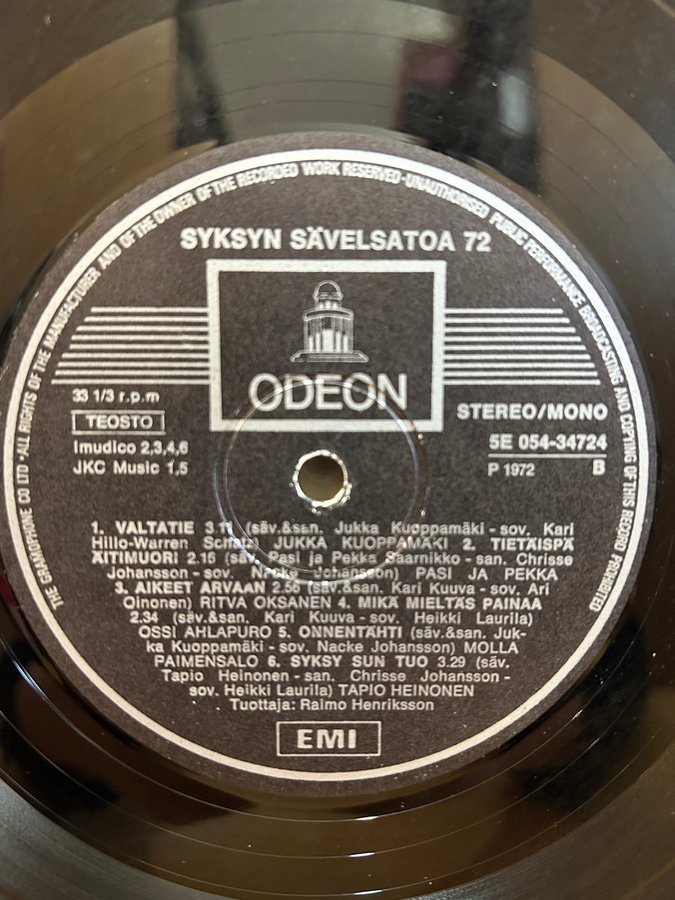 THE GRAMOPHONE CO LTD · ALL RIGHTS OF THE MANUFACTURER AND OF THE OWNER OF THE RECORDED WORK RESERVED · UNAUTHORISED PUBLIC PERFORMANCE BROADCASTING AND COPYING OF THIS RECORD PROHIBITED
SYKSYN SÄVELSATOA 72
ODEON
33 1/3 r.p.m
TEOSTO
Imudico 2,3,4,6
JKC Music 1,5
STEREO/MONO
5E 054-34724
P 1972 B
1. VALTATIE 3.11 (säv.&san. Jukka Kuoppamäki - sov. Kari
Hillo-Warren JUKKA KUOPPAMÄKI 2. TIETÄISPÄ
ÄITIMUORI 2.16 (säv. Pasi ja Pekka Saarnikko - san. Chrisse
Johansson - sov. Nacke Johansson) PASI JA PEKKA
3. AIKEET ARVAAN 2.56 (säv.&san. Kari Kuuva - sov. Ari
Oinonen) RITVA OKSANEN 4. MIKÄ MIELTÄS PAINAA
2.34 (säv.&san. Kari Kuuva - sov. Heikki Laurila)
OSSI AHLAPURO 5. ONNENTÄHTI (säv.&san. Juk-
ka Kuoppamäki - sov. Nacke Johansson) MOLLA
PAIMENSALO 6. SYKSY SUN TUO 3.29 (säv.
Tapio Heinonen - san. Chrisse Johansson -
sov. Heikki Laurila) TAPIO HEINONEN
Tuottaja: Raimo Henriksson
EMI